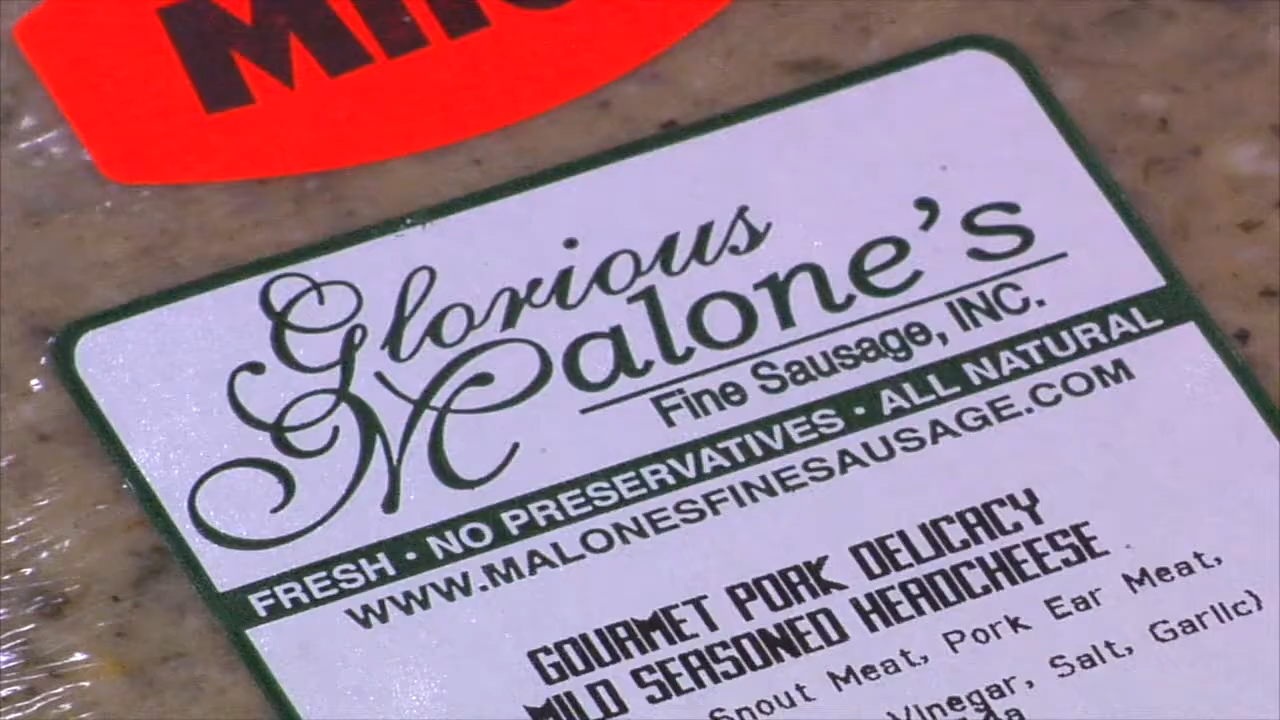 Glorious
Malone's
Fine Sausage, INC.
FRESH • NO PRESERVATIVES • ALL NATURAL
WWW.MALONESFINESAUSAGE.COM
GOURMET PORK DELICACY
MILD SEASONED HEADCHEESE
Snout Meat, Pork Ear Meat,
Vinegar, Salt, Garlic)